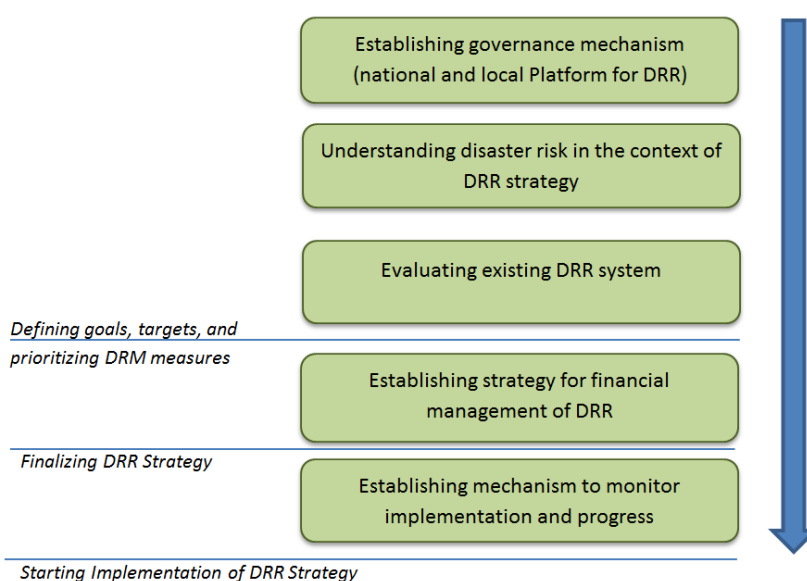 Establishing governance mechanism
(national and local Platform for DRR)
Understanding disaster risk in the context of
DRR strategy
Evaluating existing DRR system
Defining goals, targets, and
prioritizing DRM measures
Establishing strategy for financial
management of DRR
Finalizing DRR Strategy
Establishing mechanism to monitor
implementation and progress
Starting Implementation of DRR Strategy